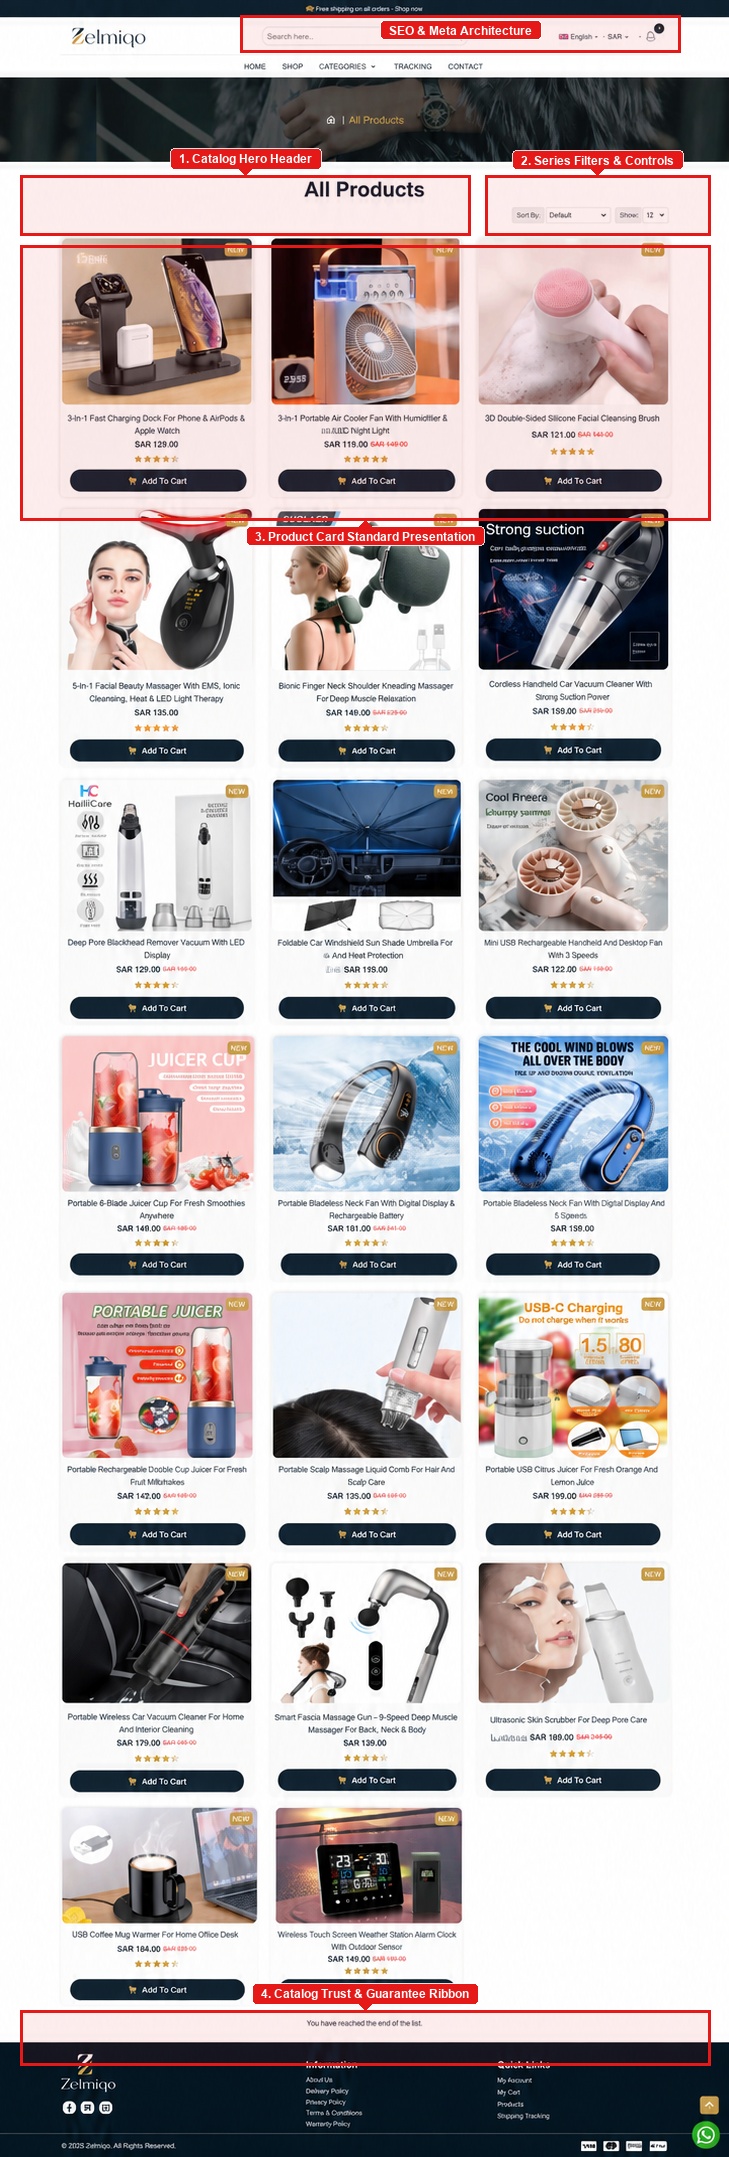 Free shipping on all orders - Shop now
Zelmiqo
Search here..
SEO & Meta Architecture
English
SAR
HOME SHOP CATEGORIES TRACKING CONTACT
| All Products
1. Catalog Hero Header
2. Series Filters & Controls
All Products
Sort By: Default Show: 12
NEW
NEW
3-In-1 Fast Charging Dock For Phone & AirPods &
Apple Watch
SAR 129.00
Add To Cart
3-In-1 Portable Air Cooler Fan With Humidifier &
Night Light
SAR 119.00
Add To Cart
3D Double-Sided Silicone Facial Cleansing Brush
SAR 121.00
Add To Cart
3. Product Card Standard Presentation
Strong suction
5-In-1 Facial Beauty Massager With EMS, Ionic
Cleansing, Heat & LED Light Therapy
SAR 135.00
Add To Cart
Bionic Finger Neck Shoulder Kneading Massager
For Deep Muscle Relaxation
SAR 149.00
Add To Cart
Cordless Handheld Car Vacuum Cleaner With
Strong Suction Power
SAR 159.00
Add To Cart
HC
HailiiCare
NEW
NEW
Cool
NEW
Deep Pore Blackhead Remover Vacuum With LED
Display
SAR 129.00
Add To Cart
Foldable Car Windshield Sun Shade Umbrella For
And Heat Protection
SAR 199.00
Add To Cart
Mini USB Rechargeable Handheld And Desktop Fan
With 3 Speeds
SAR 122.00
Add To Cart
JUICER CUP
NEW
NEW
THE COOL WIND BLOWS
ALL OVER THE BODY
NEW
Portable 6-Blade Juicer Cup For Fresh Smoothies
Anywhere
SAR 149.00
Add To Cart
Portable Bladeless Neck Fan With Digital Display &
Rechargeable Battery
SAR 181.00
Add To Cart
Portable Bladeless Neck Fan With Digital Display And
5 Speeds
SAR 159.00
Add To Cart
PORTABLE JUICER
NEW
NEW
USB-C Charging
Do not charge when it works
1.5 80
NEW
Portable Rechargeable Double Cup Juicer For Fresh
Fruit Milkshakes
SAR 142.00
Add To Cart
Portable Scalp Massage Liquid Comb For Hair And
Scalp Care
SAR 135.00
Add To Cart
Portable USB Citrus Juicer For Fresh Orange And
Lemon Juice
SAR 199.00
Add To Cart
NEW
NEW
NEW
Portable Wireless Car Vacuum Cleaner For Home
And Interior Cleaning
SAR 179.00
Add To Cart
Smart Fascia Massage Gun – 9-Speed Deep Muscle
Massager For Back, Neck & Body
SAR 139.00
Add To Cart
Ultrasonic Skin Scrubber For Deep Pore Care
SAR 189.00
Add To Cart
NEW
NEW
USB Coffee Mug Warmer For Home Office Desk
SAR 184.00
Add To Cart
Wireless Touch Screen Weather Station Alarm Clock
With Outdoor Sensor
SAR 149.00
4. Catalog Trust & Guarantee Ribbon
You have reached the end of the list.
Zelmiqo
Information
About Us
Delivery Policy
Privacy Policy
Terms & Conditions
Warranty Policy
Quick Links
My Account
My Cart
Products
Shipping Tracking
© 2025 Zelmiqo. All Rights Reserved.